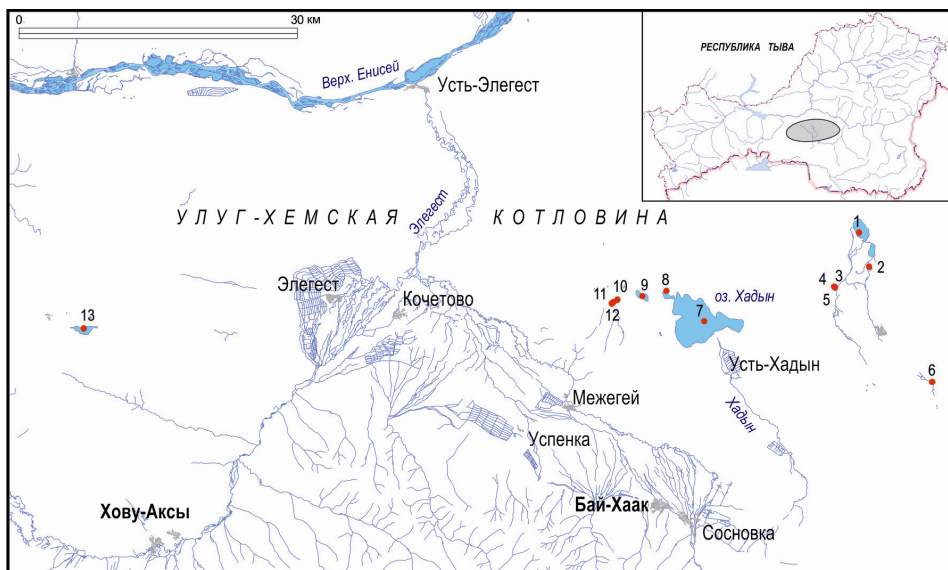 0
30 км
РЕСПУБЛИКА ТЫВА
Верх. Енисей
Усть-Элегест
Элегест
УЛУГ-ХЕМСКАЯ КОТЛОВИНА
1
2
3
4
5
Элегест
Кочетово
10
11
12
9
8
7
оз. Хадын
13
Усть-Хадын
6
Межегей
Хадын
Успенка
Хову-Аксы
Бай-Хаак
Сосновка